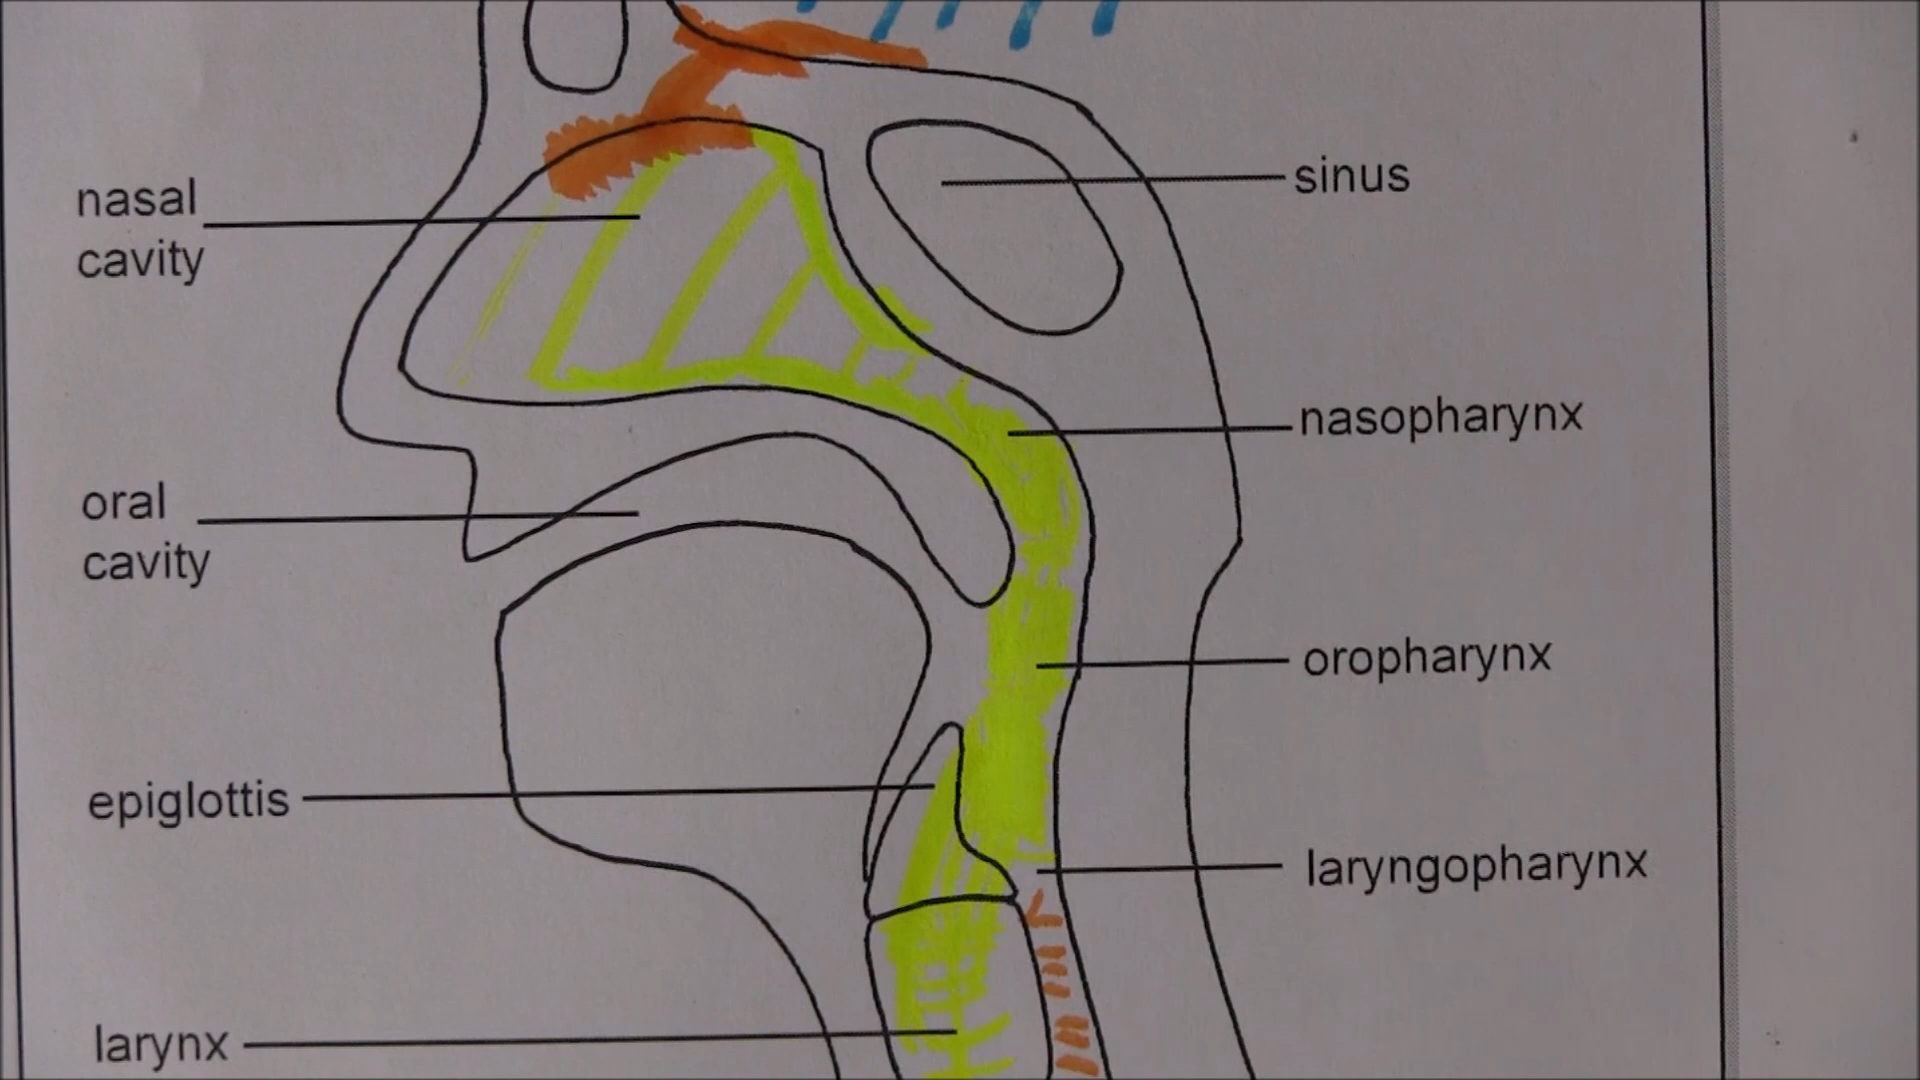 nasal
cavity
sinus
nasopharynx
oral
cavity
oropharynx
epiglottis
laryngopharynx
larynx